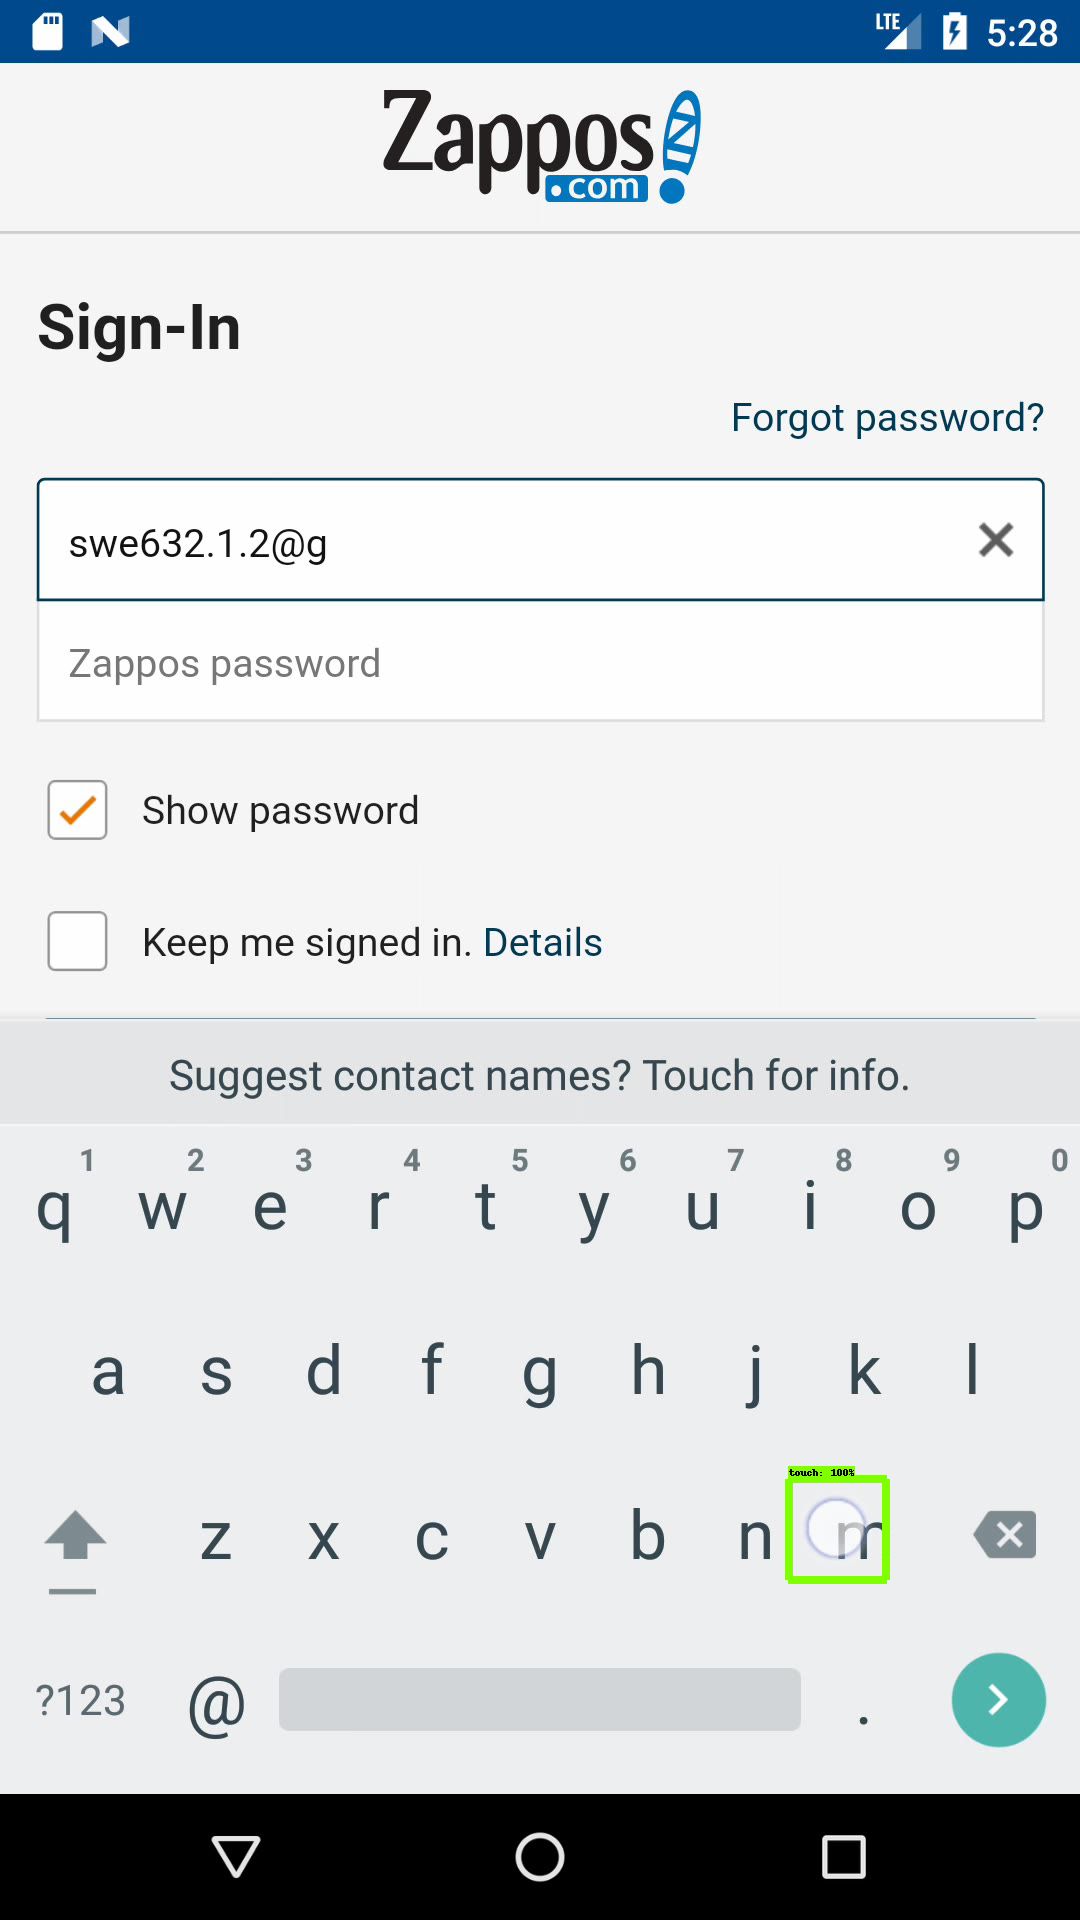 LTE 5:28
Zappos
.com
Sign-In
Forgot password?
swe632.1.2@g
Zappos password
Show password
Keep me signed in. Details
Suggest contact names? Touch for info.
1 2 3 4 5 6 7 8 9 0
q w e r t y u i o p
a s d f g h j k l
touch: 100%
z x c v b n m
?123 @ .